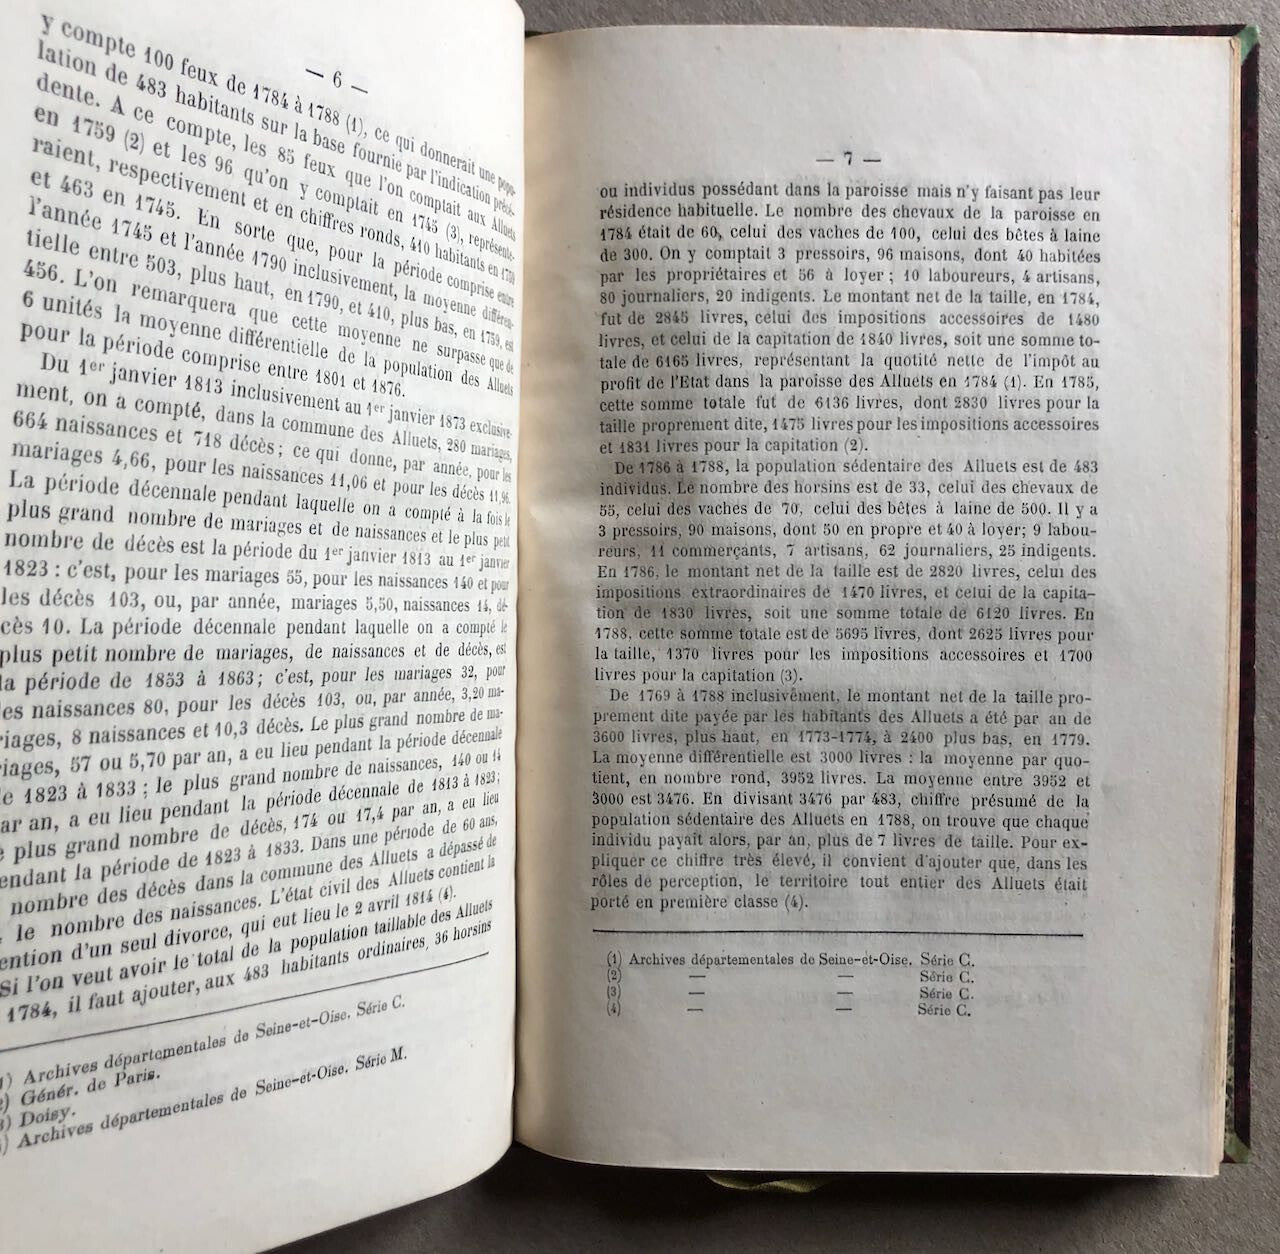 — 6 —
y compte 100 feux de 1784 à 1788 (1), ce qui donnerait une popu-
lation de 483 habitants sur la base fournie par l'indication précé-
dente. A ce compte, les 85 feux que l'on comptait aux Alluets
en 1759 (2) et les 96 qu'on y comptait en 1745 (3), représente-
raient, respectivement et en chiffres ronds, 410 habitants en 1759
et 463 en 1745. En sorte que, pour la période comprise entre
l'année 1745 et l'année 1790 inclusivement, la moyenne différen-
tielle entre 503, plus haut, en 1790, et 410, plus bas, en 1759, est
456. L'on remarquera que cette moyenne ne surpasse que de
6 unités la moyenne différentielle de la population des Alluets
pour la période comprise entre 1801 et 1876.
Du 1er janvier 1813 inclusivement au 1er janvier 1873 exclusive-
ment, on a compté, dans la commune des Alluets, 280 mariages,
664 naissances et 718 décès ; ce qui donne, par année, pour les
mariages 4,66, pour les naissances 11,06 et pour les décès 11,96.
La période décennale pendant laquelle on a compté à la fois le
plus grand nombre de mariages et de naissances et le plus petit
nombre de décès est la période du 1er janvier 1813 au 1er janvier
1823 : c'est, pour les mariages 55, pour les naissances 140 et pour
les décès 103, ou, par année, mariages 5,50, naissances 14, dé-
cès 10. La période décennale pendant laquelle on a compté le
plus petit nombre de mariages, de naissances et de décès, est
la période de 1853 à 1863 ; c'est, pour les mariages 32, pour
les naissances 80, pour les décès 103, ou, par année, 3,20 ma-
riages, 8 naissances et 10,3 décès. Le plus grand nombre de ma-
riages, 57 ou 5,70 par an, a eu lieu pendant la période décennale
de 1823 à 1833 ; le plus grand nombre de naissances, 140 ou 14
par an, a eu lieu pendant la période décennale de 1813 à 1823 ;
le plus grand nombre de décès, 174 ou 17,4 par an, a eu lieu
pendant la période de 1823 à 1833. Dans une période de 60 ans,
nombre des décès dans la commune des Alluets a dépassé de
le nombre des naissances. L'état civil des Alluets contient la
mention d'un seul divorce, qui eut lieu le 2 avril 1814 (4).
Si l'on veut avoir le total de la population taillable des Alluets
1784, il faut ajouter, aux 483 habitants ordinaires, 36 horsins
(1) Archives départementales de Seine-et-Oise. Série C.
(2) Génér. de Paris.
(3) Doisy.
(4) Archives départementales de Seine-et-Oise. Série M.
— 7 —
ou individus possédant dans la paroisse mais n'y faisant pas leur
résidence habituelle. Le nombre des chevaux de la paroisse en
1784 était de 60, celui des vaches de 100, celui des bêtes à laine
de 300. On y comptait 3 pressoirs, 96 maisons, dont 40 habitées
par les propriétaires et 56 à loyer ; 10 laboureurs, 4 artisans,
80 journaliers, 20 indigents. Le montant net de la taille, en 1784,
fut de 2845 livres, celui des impositions accessoires de 1480
livres, et celui de la capitation de 1840 livres, soit une somme to-
tale de 6165 livres, représentant la quotité nette de l'impôt au
profit de l'Etat dans la paroisse des Alluets en 1784 (1). En 1785,
cette somme totale fut de 6136 livres, dont 2830 livres pour la
taille proprement dite, 1475 livres pour les impositions accessoires
et 1831 livres pour la capitation (2).
De 1786 à 1788, la population sédentaire des Alluets est de 483
individus. Le nombre des horsins est de 33, celui des chevaux de
55, celui des vaches de 70, celui des bêtes à laine de 500. Il y a
3 pressoirs, 90 maisons, dont 50 en propre et 40 à loyer ; 9 labou-
reurs, 11 commerçants, 7 artisans, 62 journaliers, 25 indigents.
En 1786, le montant net de la taille est de 2820 livres, celui des
impositions extraordinaires de 1470 livres, et celui de la capita-
tion de 1830 livres, soit une somme totale de 6120 livres. En
1788, cette somme totale est de 5695 livres, dont 2625 livres pour
la taille, 1370 livres pour les impositions accessoires et 1700
livres pour la capitation (3).
De 1769 à 1788 inclusivement, le montant net de la taille pro-
prement dite payée par les habitants des Alluets a été par an de
3600 livres, plus haut, en 1773-1774, à 2400 plus bas, en 1779.
La moyenne différentielle est 3000 livres : la moyenne par quo-
tient, en nombre rond, 3952 livres. La moyenne entre 3952 et
3000 est 3476. En divisant 3476 par 483, chiffre présumé de la
population sédentaire des Alluets en 1788, on trouve que chaque
individu payait alors, par an, plus de 7 livres de taille. Pour ex-
pliquer ce chiffre très élevé, il convient d'ajouter que, dans les
rôles de perception, le territoire tout entier des Alluets était
porté en première classe (4).
(1) Archives départementales de Seine-et-Oise. Série C.
(2) — — Série C.
(3) — — Série C.
(4) — — Série C.